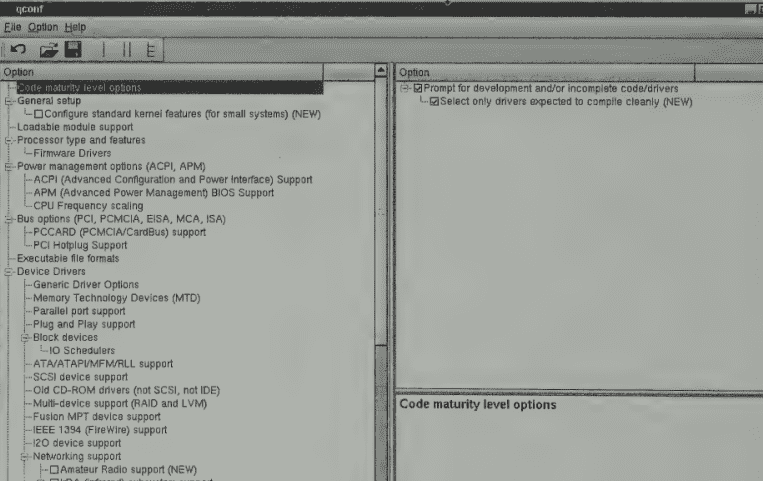 qconf
File Option Help
Option
Code maturity level options
General setup
Configure standard kernel features (for small systems) (NEW)
Loadable module support
Processor type and features
Firmware Drivers
Power management options (ACPI, APM)
ACPI (Advanced Configuration and Power Interface) Support
APM (Advanced Power Management) BIOS Support
CPU Frequency scaling
Bus options (PCI, PCMCIA, EISA, MCA, ISA)
PCCARD (PCMCIA/CardBus) support
PCI Hotplug Support
Executable file formats
Device Drivers
Generic Driver Options
Memory Technology Devices (MTD)
Parallel port support
Plug and Play support
Block devices
IO Schedulers
ATA/ATAPI/MFM/RLL support
SCSI device support
Old CD-ROM drivers (not SCSI, not IDE)
Multi-device support (RAID and LVM)
Fusion MPT device support
IEEE 1394 (FireWire) support
I2O device support
Networking support
Amateur Radio support (NEW)
Option
Prompt for development and/or incomplete code/drivers
Select only drivers expected to compile cleanly (NEW)
Code maturity level options